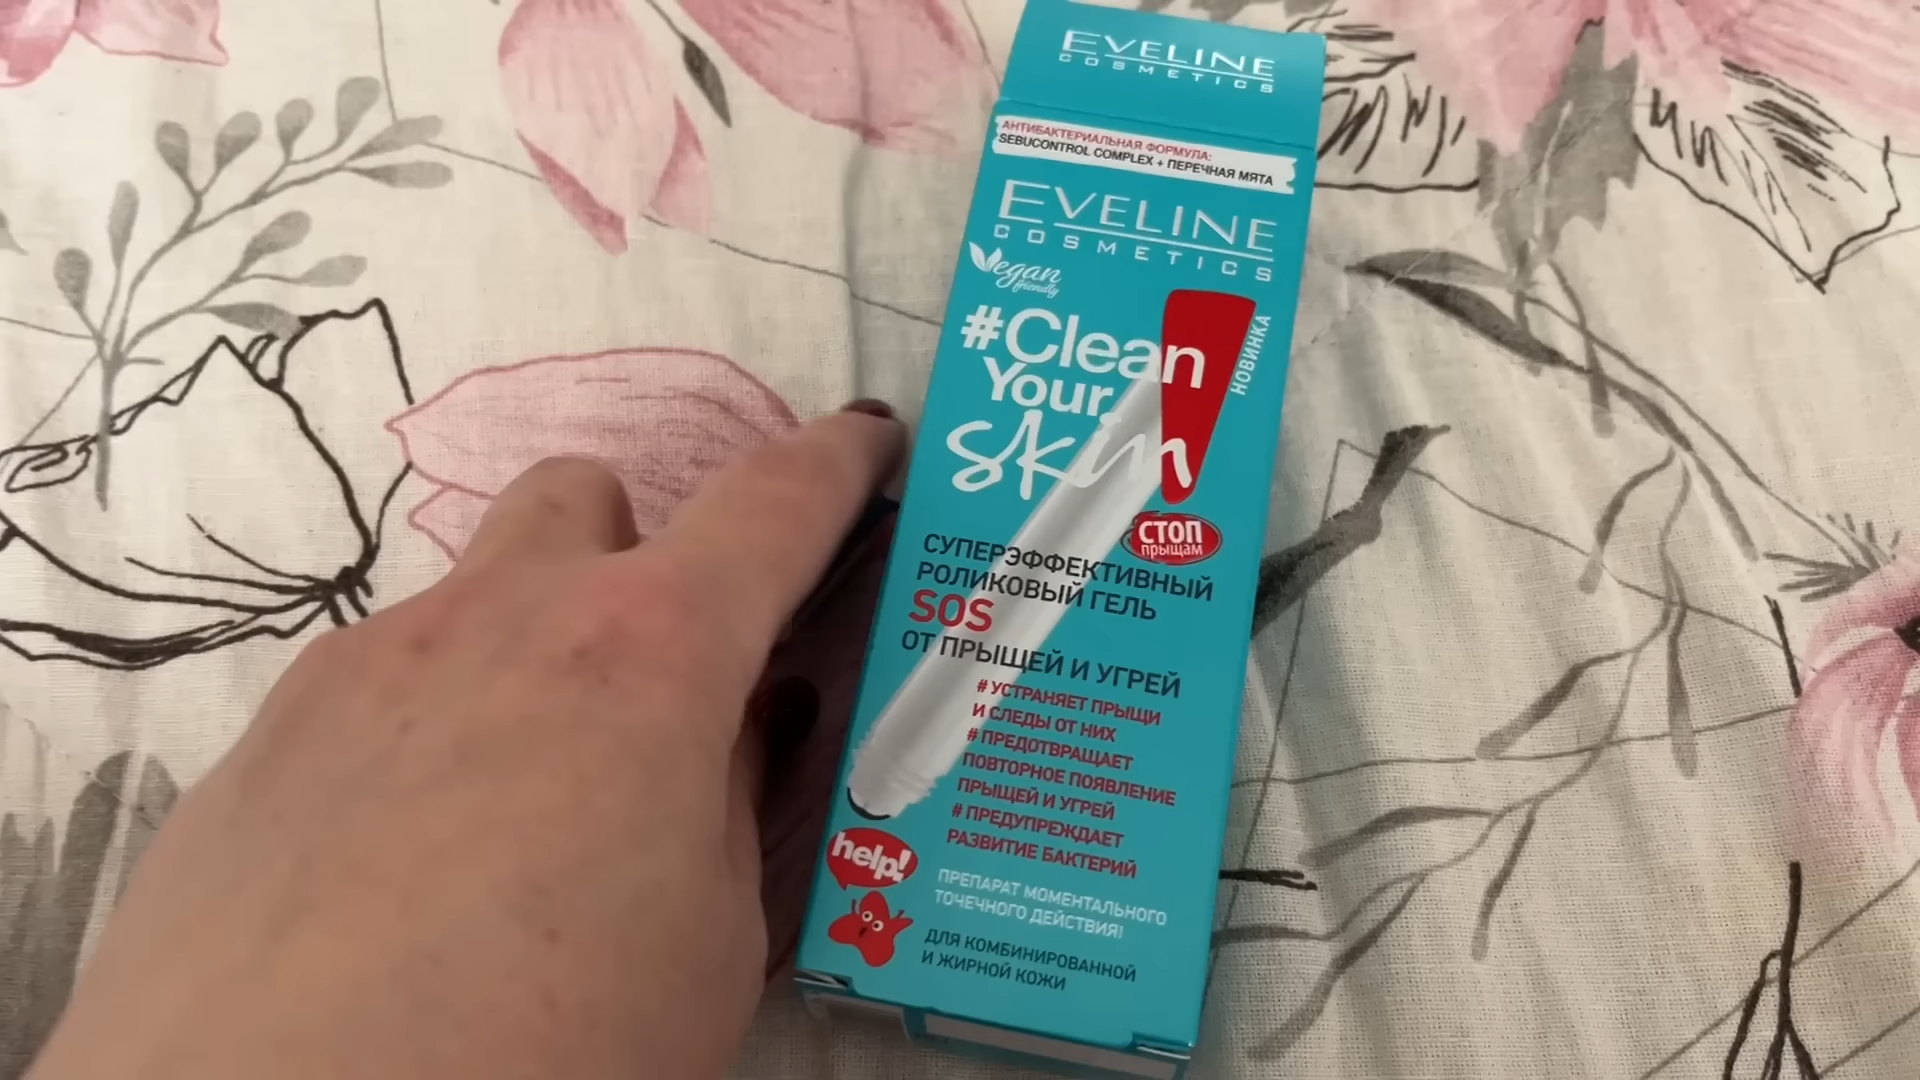 EVELINE
COSMETICS
АНТИБАКТЕРИАЛЬНАЯ ФОРМУЛА:
SEBUCONTROL COMPLEX + ПЕРЕЧНАЯ МЯТА
EVELINE
COSMETICS
Vegan
friendly
#Clean
Your
skin
НОВИНКА
СТОП
прыщам
СУПЕРЭФФЕКТИВНЫЙ
РОЛИКОВЫЙ ГЕЛЬ
SOS
ОТ ПРЫЩЕЙ И УГРЕЙ
# УСТРАНЯЕТ ПРЫЩИ
И СЛЕДЫ ОТ НИХ
# ПРЕДОТВРАЩАЕТ
ПОВТОРНОЕ ПОЯВЛЕНИЕ
ПРЫЩЕЙ И УГРЕЙ
# ПРЕДУПРЕЖДАЕТ
РАЗВИТИЕ БАКТЕРИЙ
help!
ПРЕПАРАТ МОМЕНТАЛЬНОГО
ТОЧЕЧНОГО ДЕЙСТВИЯ!
ДЛЯ КОМБИНИРОВАННОЙ
И ЖИРНОЙ КОЖИ